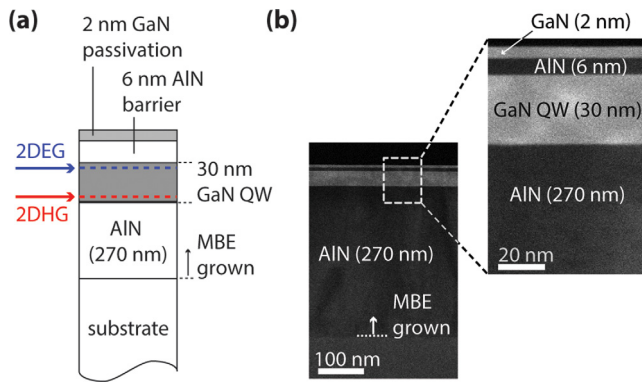 (a)
2 nm GaN
passivation
6 nm AlN
barrier
2DEG
30 nm
GaN QW
2DHG
AlN
(270 nm)
MBE
grown
substrate
(b)
AlN (270 nm)
MBE
grown
100 nm
GaN (2 nm)
AlN (6 nm)
GaN QW (30 nm)
AlN (270 nm)
20 nm